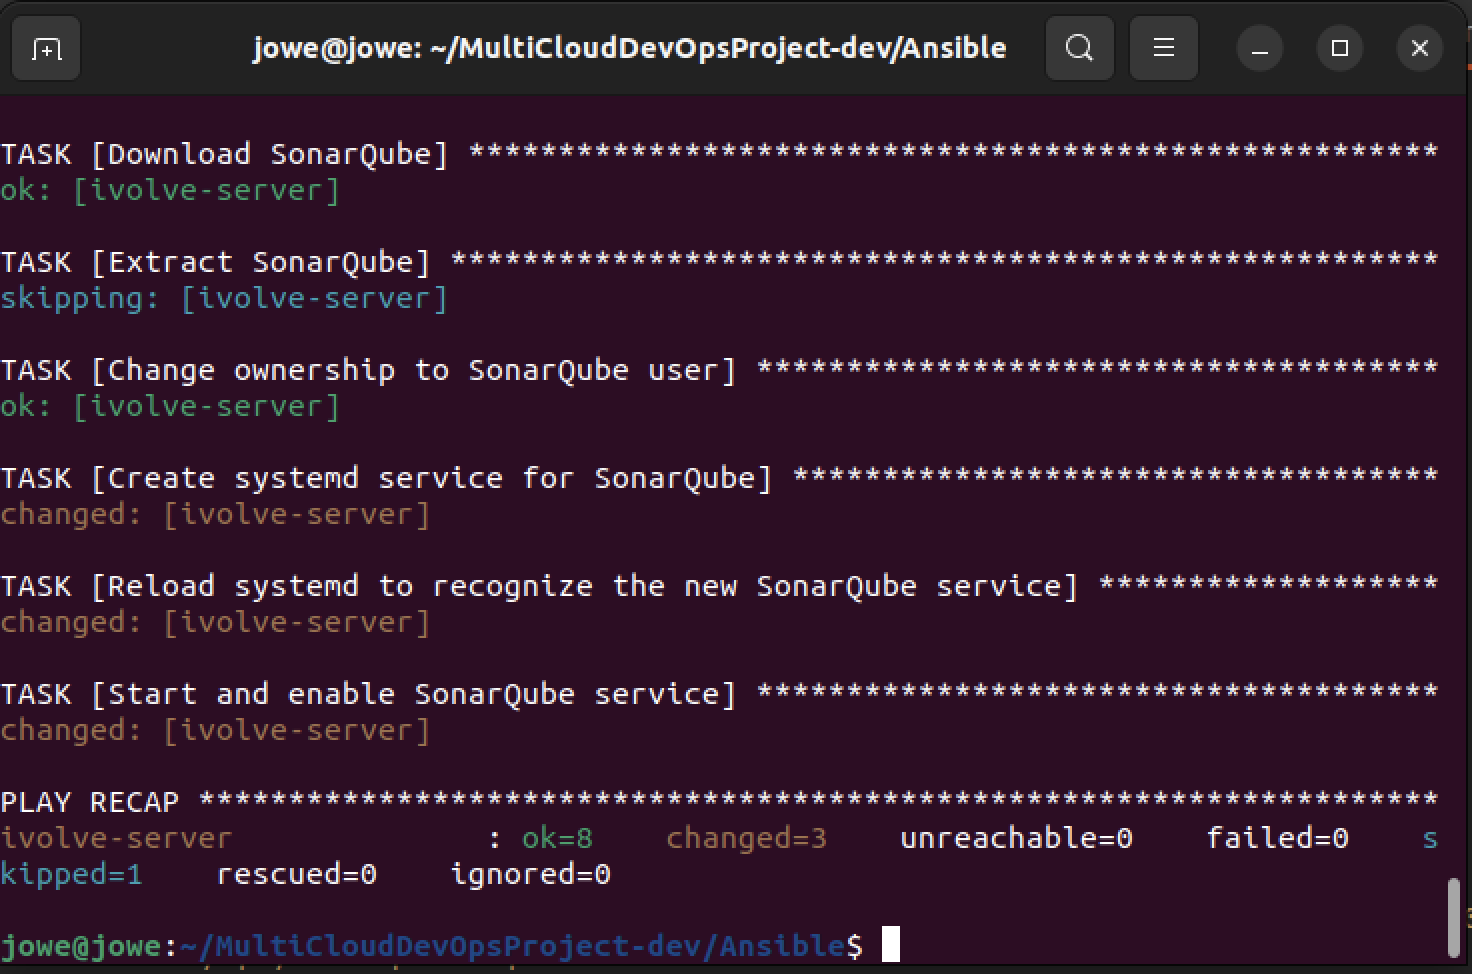 jowe@jowe: ~/MultiCloudDevOpsProject-dev/Ansible
TASK [Download SonarQube] ******************************************************
ok: [ivolve-server]
TASK [Extract SonarQube] *******************************************************
skipping: [ivolve-server]
TASK [Change ownership to SonarQube user] **************************************
ok: [ivolve-server]
TASK [Create systemd service for SonarQube] ************************************
changed: [ivolve-server]
TASK [Reload systemd to recognize the new SonarQube service] *******************
changed: [ivolve-server]
TASK [Start and enable SonarQube service] **************************************
changed: [ivolve-server]
PLAY RECAP *********************************************************************
ivolve-server              : ok=8    changed=3    unreachable=0    failed=0    s
kipped=1    rescued=0    ignored=0
jowe@jowe:~/MultiCloudDevOpsProject-dev/Ansible$